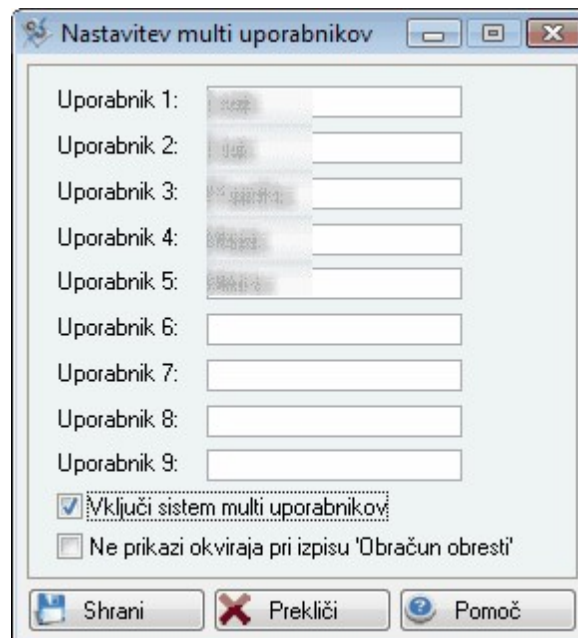 Nastavitev multi uporabnikov
Uporabnik 1:
Uporabnik 2:
Uporabnik 3:
Uporabnik 4:
Uporabnik 5:
Uporabnik 6:
Uporabnik 7:
Uporabnik 8:
Uporabnik 9:
Vključi sistem multi uporabnikov
Ne prikazi okviraja pri izpisu 'Obračun obresti'
Shrani Prekliči Pomoč